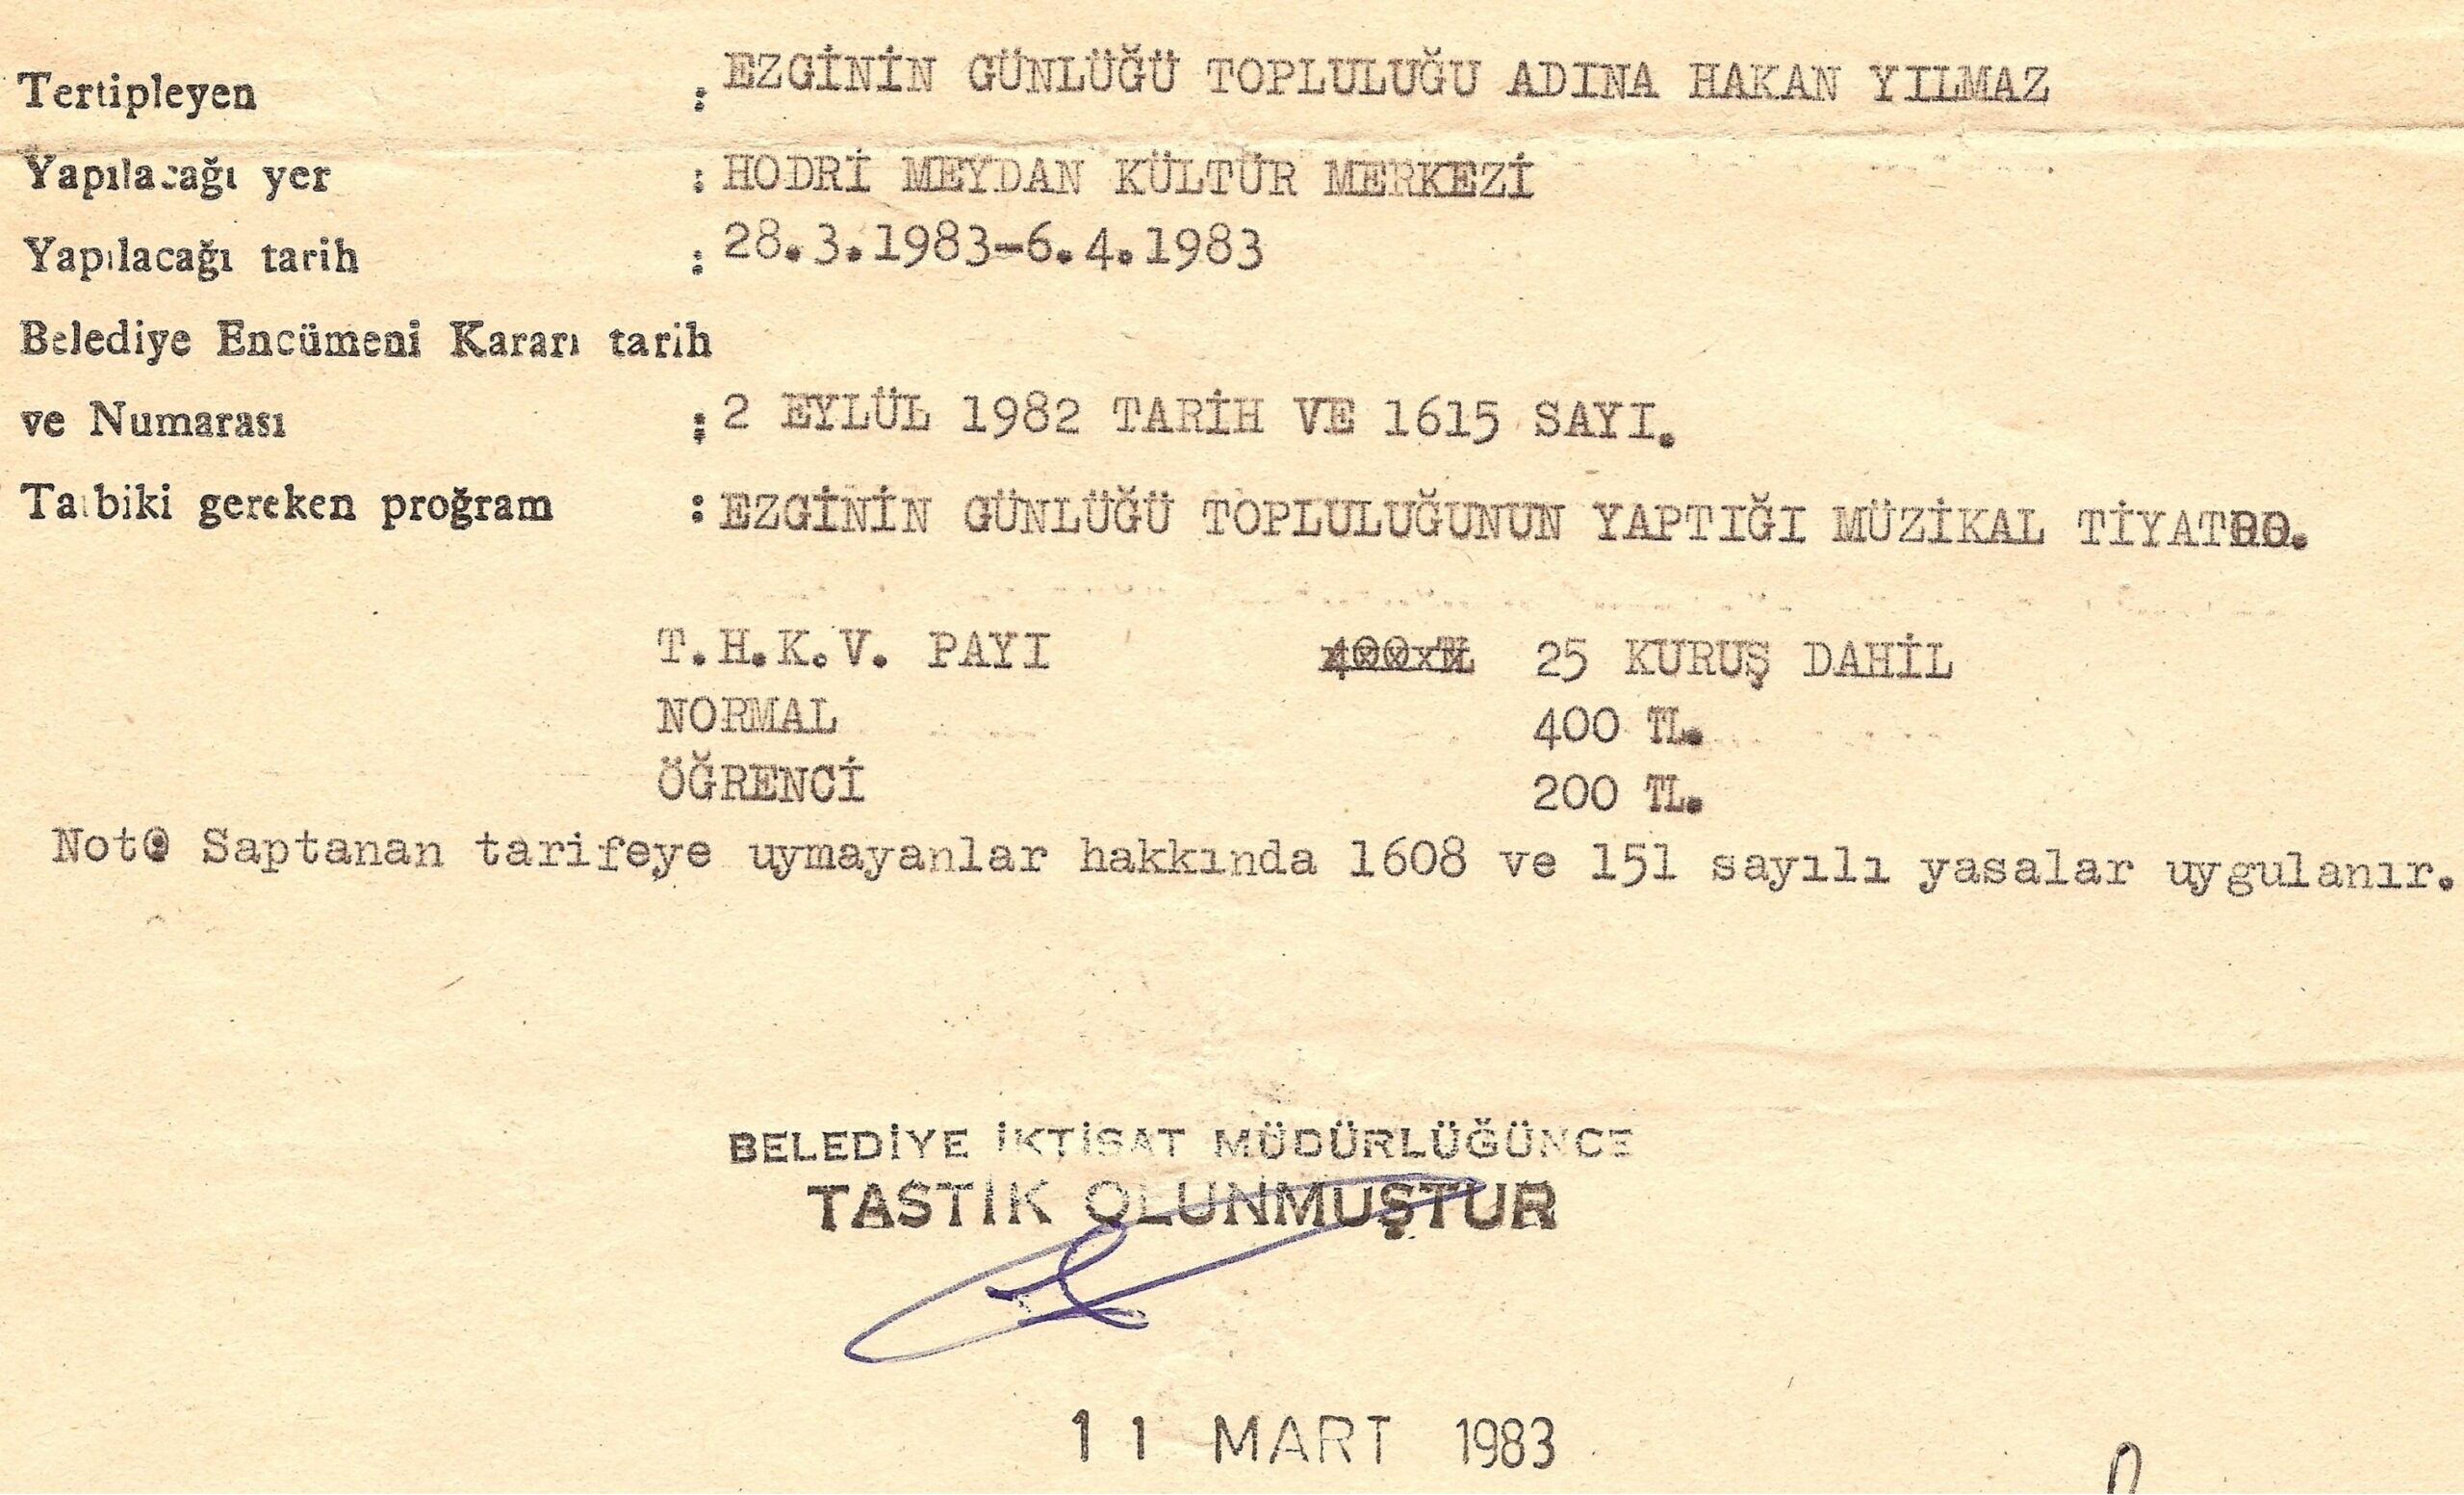 Tertipleyen : EZGİNİN GÜNLÜĞÜ TOPLULUĞU ADINA HAKAN YILMAZ
Yapılacağı yer : HODRİ MEYDAN KÜLTÜR MERKEZİ
Yapılacağı tarih : 28.3.1983-6.4.1983
Belediye Encümeni Kararı tarih
ve Numarası : 2 EYLÜL 1982 TARİH VE 1615 SAYI.
Tatbiki gereken proğram : EZGİNİN GÜNLÜĞÜ TOPLULUĞUNUN YAPTIĞI MÜZİKAL TİYATRO.
T.H.K.V. PAYI 25 KURUŞ DAHİL
NORMAL 400 TL.
ÖĞRENCİ 200 TL.
Not: Saptanan tarifeye uymayanlar hakkında 1608 ve 151 sayılı yasalar uygulanır.
BELEDİYE İKTİSAT MÜDÜRLÜĞÜNCE
TASTİK OLUNMUŞTUR
11 MART 1983